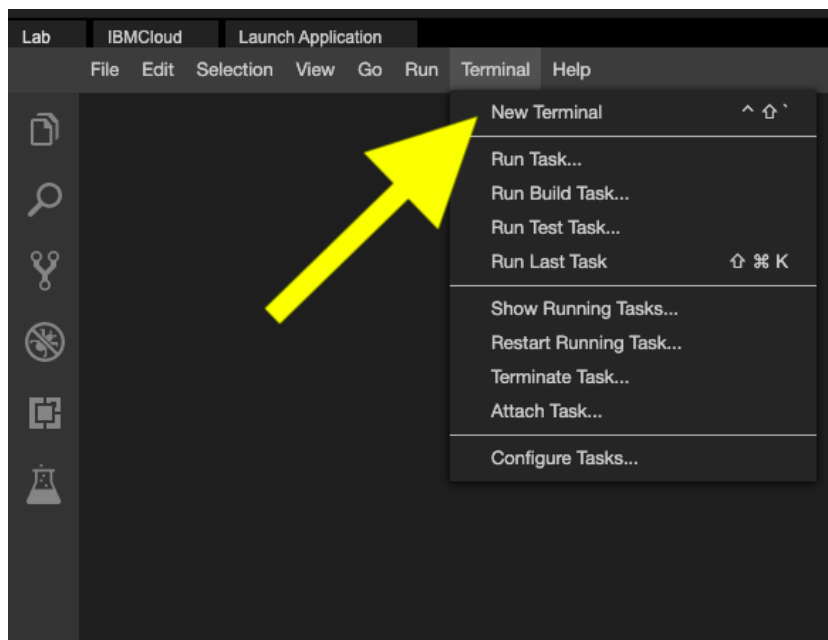 Lab IBMCloud Launch Application
File Edit Selection View Go Run Terminal Help
New Terminal ^ ⇧ `
Run Task...
Run Build Task...
Run Test Task...
Run Last Task ⇧ ⌘ K
Show Running Tasks...
Restart Running Task...
Terminate Task...
Attach Task...
Configure Tasks...